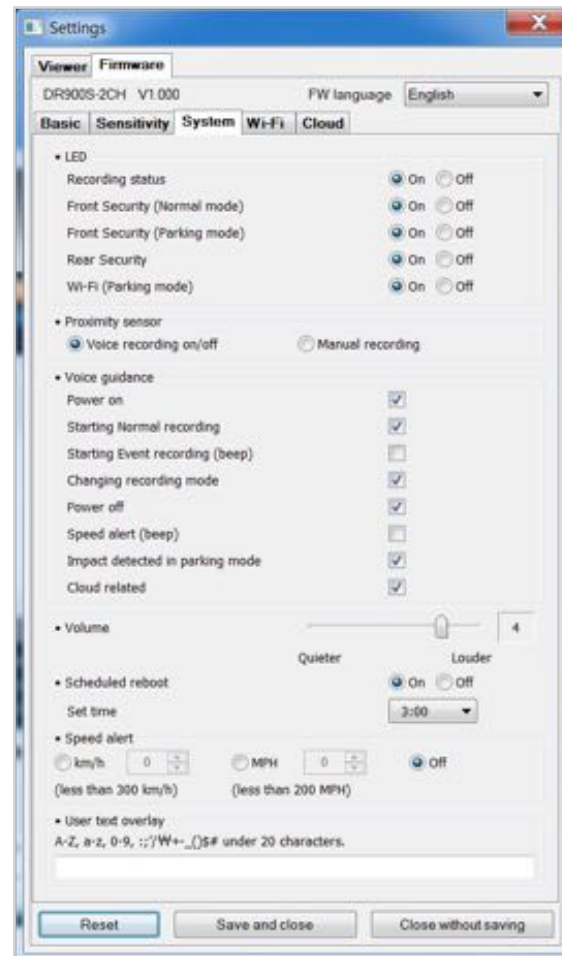 Settings
Viewer Firmware
DR900S-2CH V1.000 FW language English
Basic Sensitivity System Wi-Fi Cloud
• LED
Recording status On Off
Front Security (Normal mode) On Off
Front Security (Parking mode) On Off
Rear Security On Off
Wi-Fi (Parking mode) On Off
• Proximity sensor
Voice recording on/off Manual recording
• Voice guidance
Power on
Starting Normal recording
Starting Event recording (beep)
Changing recording mode
Power off
Speed alert (beep)
Impact detected in parking mode
Cloud related
• Volume 4
Quieter Louder
• Scheduled reboot On Off
Set time 3:00
• Speed alert
km/h 0 MPH 0 Off
(less than 300 km/h) (less than 200 MPH)
• User text overlay
A-Z, a-z, 0-9, :;'/₩+-_()$# under 20 characters.
Reset Save and close Close without saving